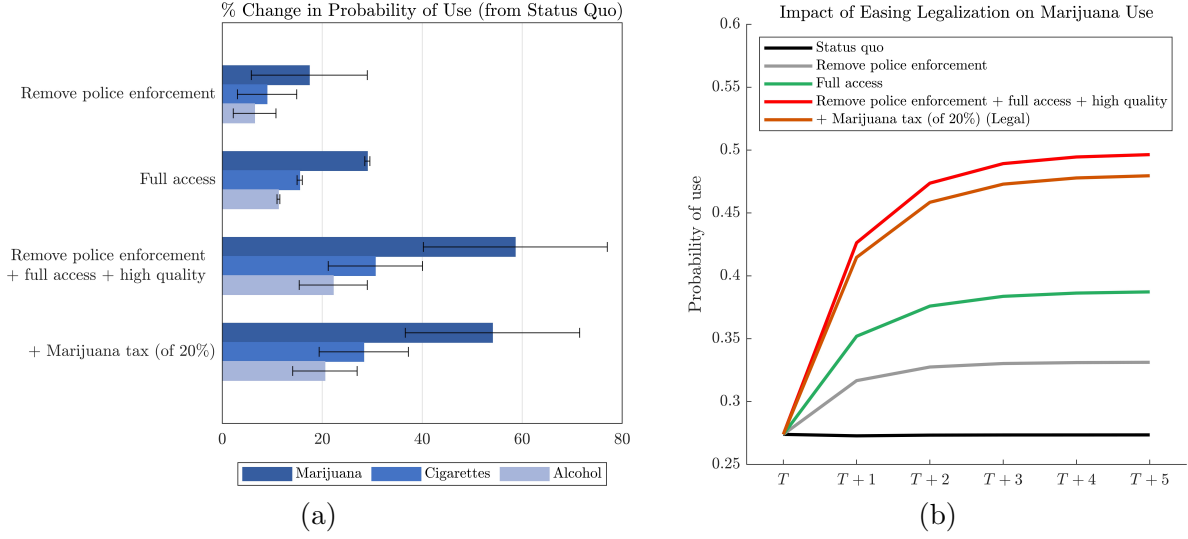 % Change in Probability of Use (from Status Quo)
Remove police enforcement
Full access
Remove police enforcement
+ full access + high quality
+ Marijuana tax (of 20%)
0 20 40 60 80
Marijuana Cigarettes Alcohol
(a)
Impact of Easing Legalization on Marijuana Use
0.6
0.55
0.5
0.45
0.4
0.35
0.3
0.25
Probability of use
Status quo
Remove police enforcement
Full access
Remove police enforcement + full access + high quality
+ Marijuana tax (of 20%) (Legal)
T T + 1 T + 2 T + 3 T + 4 T + 5
(b)